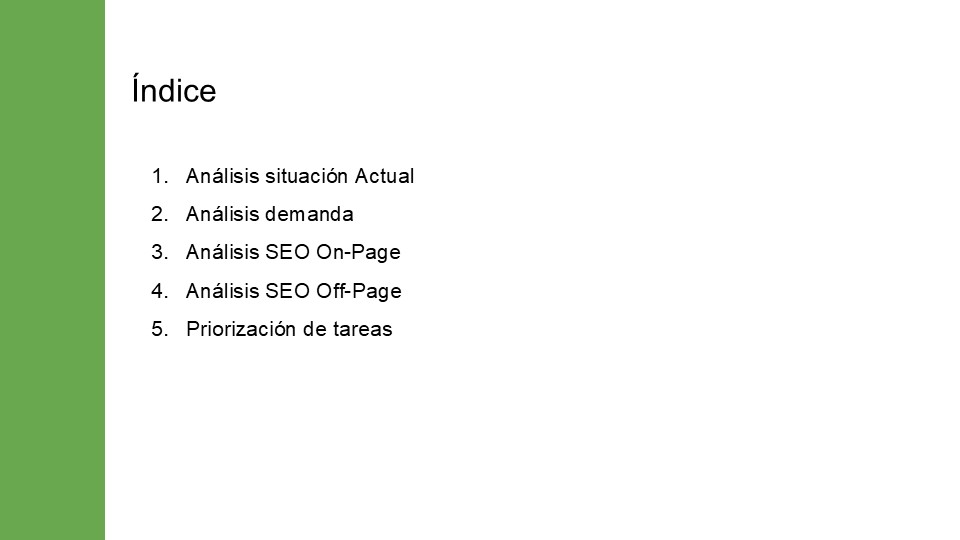 Índice
1. Análisis situación Actual
2. Análisis demanda
3. Análisis SEO On-Page
4. Análisis SEO Off-Page
5. Priorización de tareas